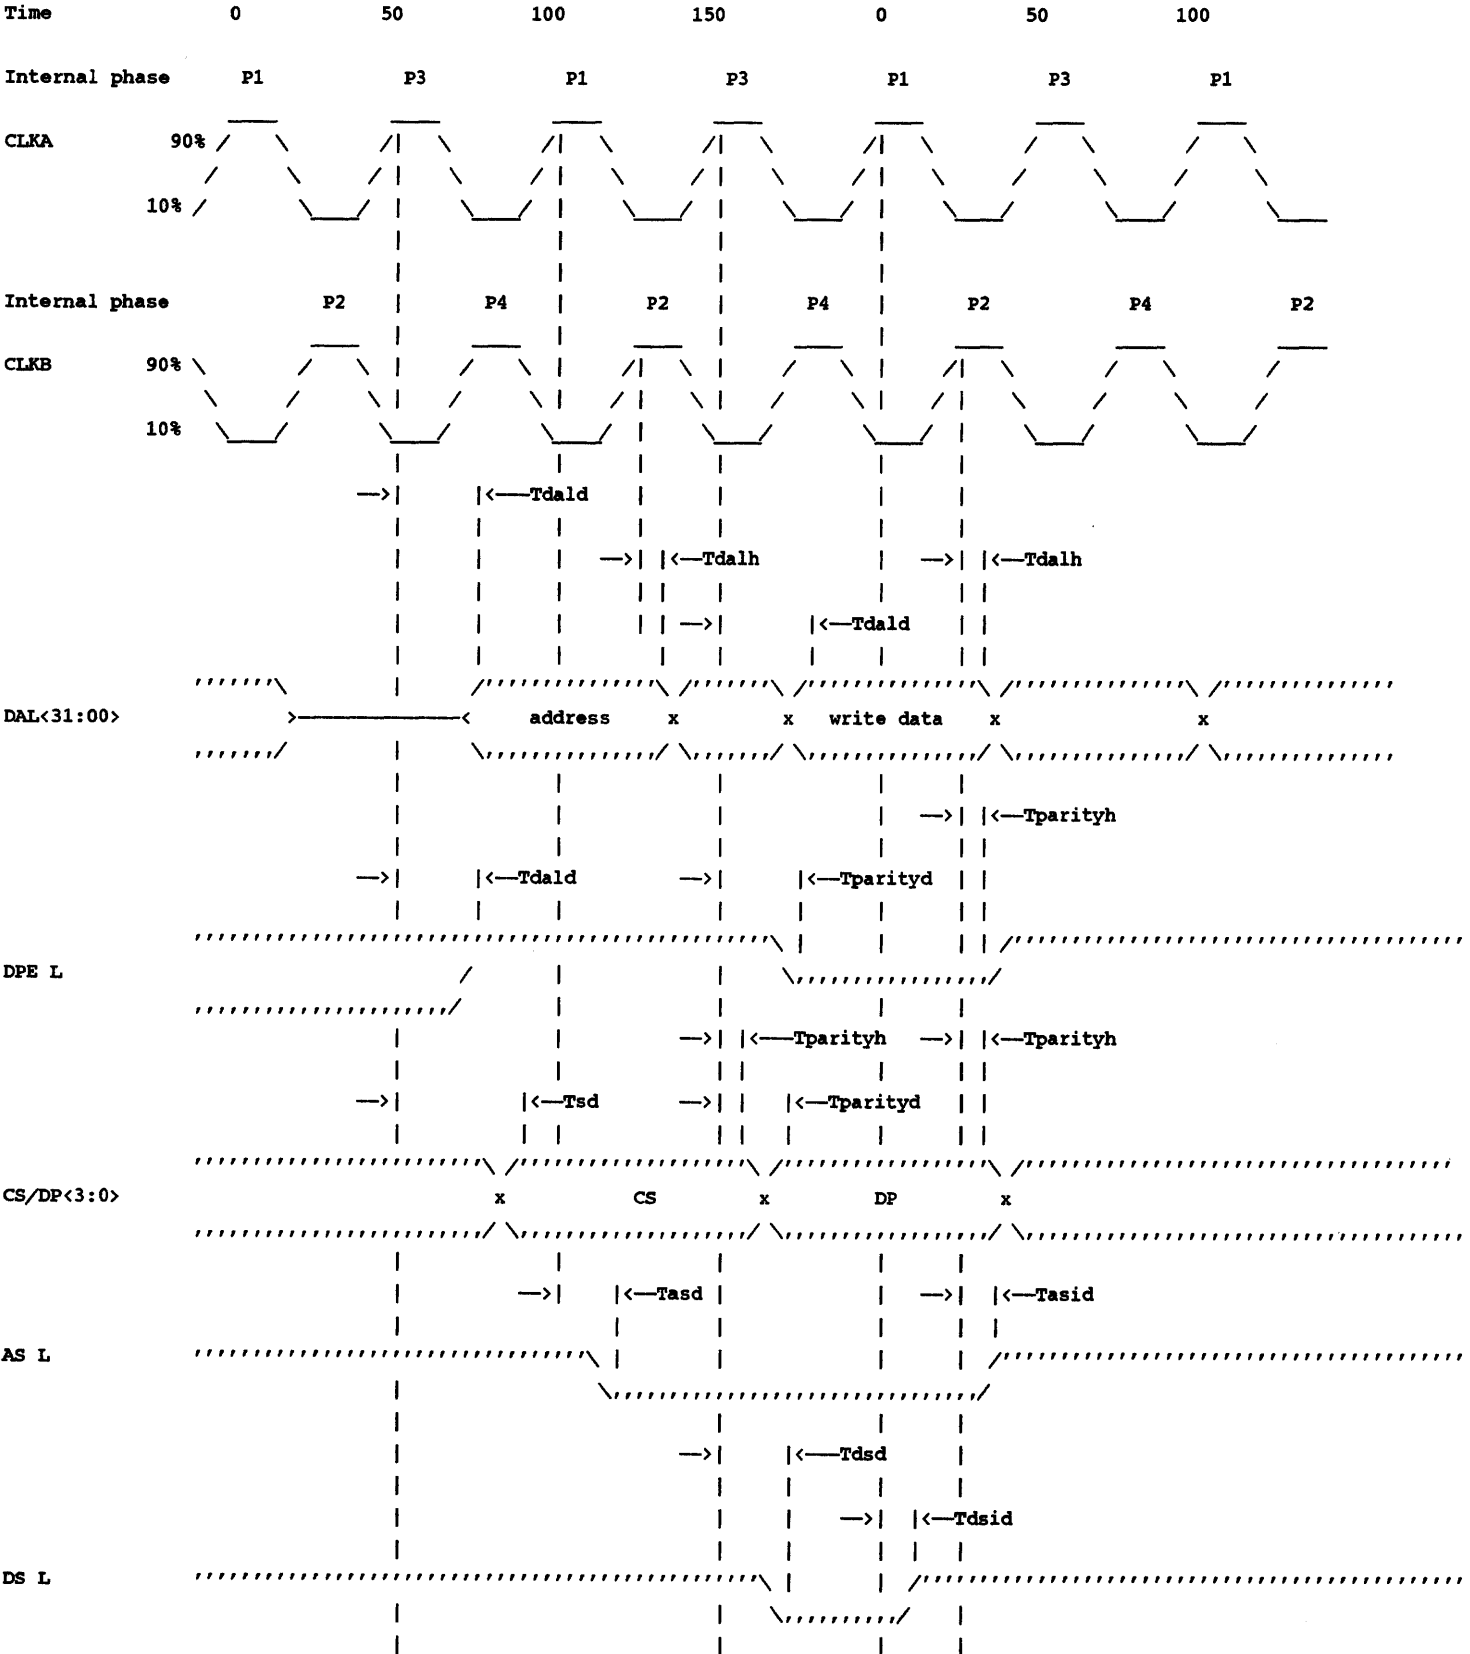 Time 0 50 100 150 0 50 100
Internal phase P1 P3 P1 P3 P1 P3 P1
CLKA 90%
10%
Internal phase P2 P4 P2 P4 P2 P4 P2
CLKB 90%
10%
Tdald
Tdalh Tdalh
Tdald
DAL<31:00> address x x write data x x
Tparityh
Tdald Tparityd
DPE L
Tparityh Tparityh
Tsd Tparityd
CS/DP<3:0> x CS x DP x
Tasd Tasid
AS L
Tdsd
Tdsid
DS L